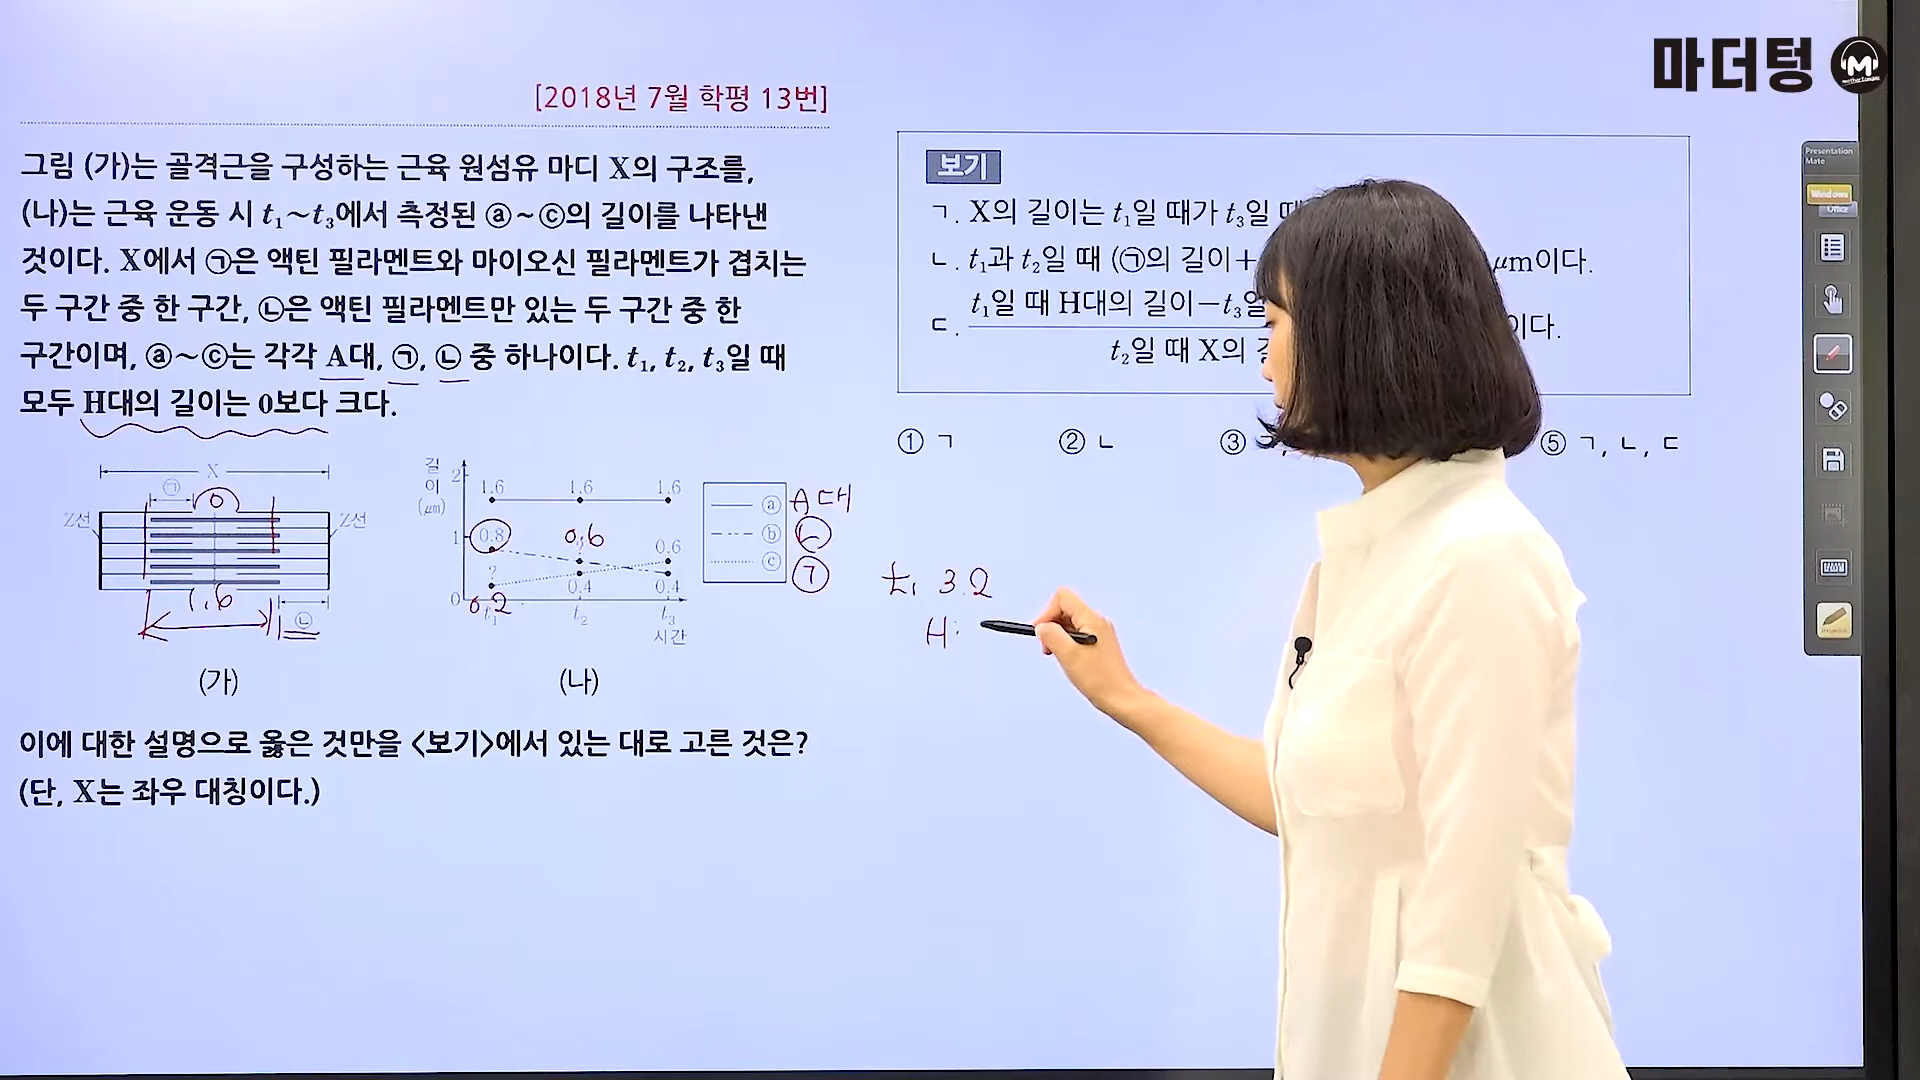 마더텅
[2018년 7월 학평 13번]
그림 (가)는 골격근을 구성하는 근육 원섬유 마디 X의 구조를,
(나)는 근육 운동 시 t₁~t₃에서 측정된 ⓐ~ⓒ의 길이를 나타낸
것이다. X에서 ㉠은 액틴 필라멘트와 마이오신 필라멘트가 겹치는
두 구간 중 한 구간, ㉡은 액틴 필라멘트만 있는 두 구간 중 한
구간이며, ⓐ~ⓒ는 각각 A대, ㉠, ㉡ 중 하나이다. t₁, t₂, t₃일 때
모두 H대의 길이는 0보다 크다.
X
㉠
0
Z선
Z선
1.6
㉡
(가)
길이(μm)
2
1
0
1.6
1.6
1.6
0.8
0.6
0.6
?
0.4
0.4
0.2
t₁
t₂
t₃
시간
ⓐ A대
ⓑ ㉡
ⓒ ㉠
(나)
이에 대한 설명으로 옳은 것만을 <보기>에서 있는 대로 고른 것은?
(단, X는 좌우 대칭이다.)
보기
ㄱ. X의 길이는 t₁일 때가 t₃일
ㄴ. t₁과 t₂일 때 (㉠의 길이+ μm이다.
ㄷ. t₁일 때 H대의 길이-t₃일
t₂일 때 X의
이다.
① ㄱ
② ㄴ
③
⑤ ㄱ, ㄴ, ㄷ
t₁ 3.2
H:
Presentation
Mate
Windows
Office